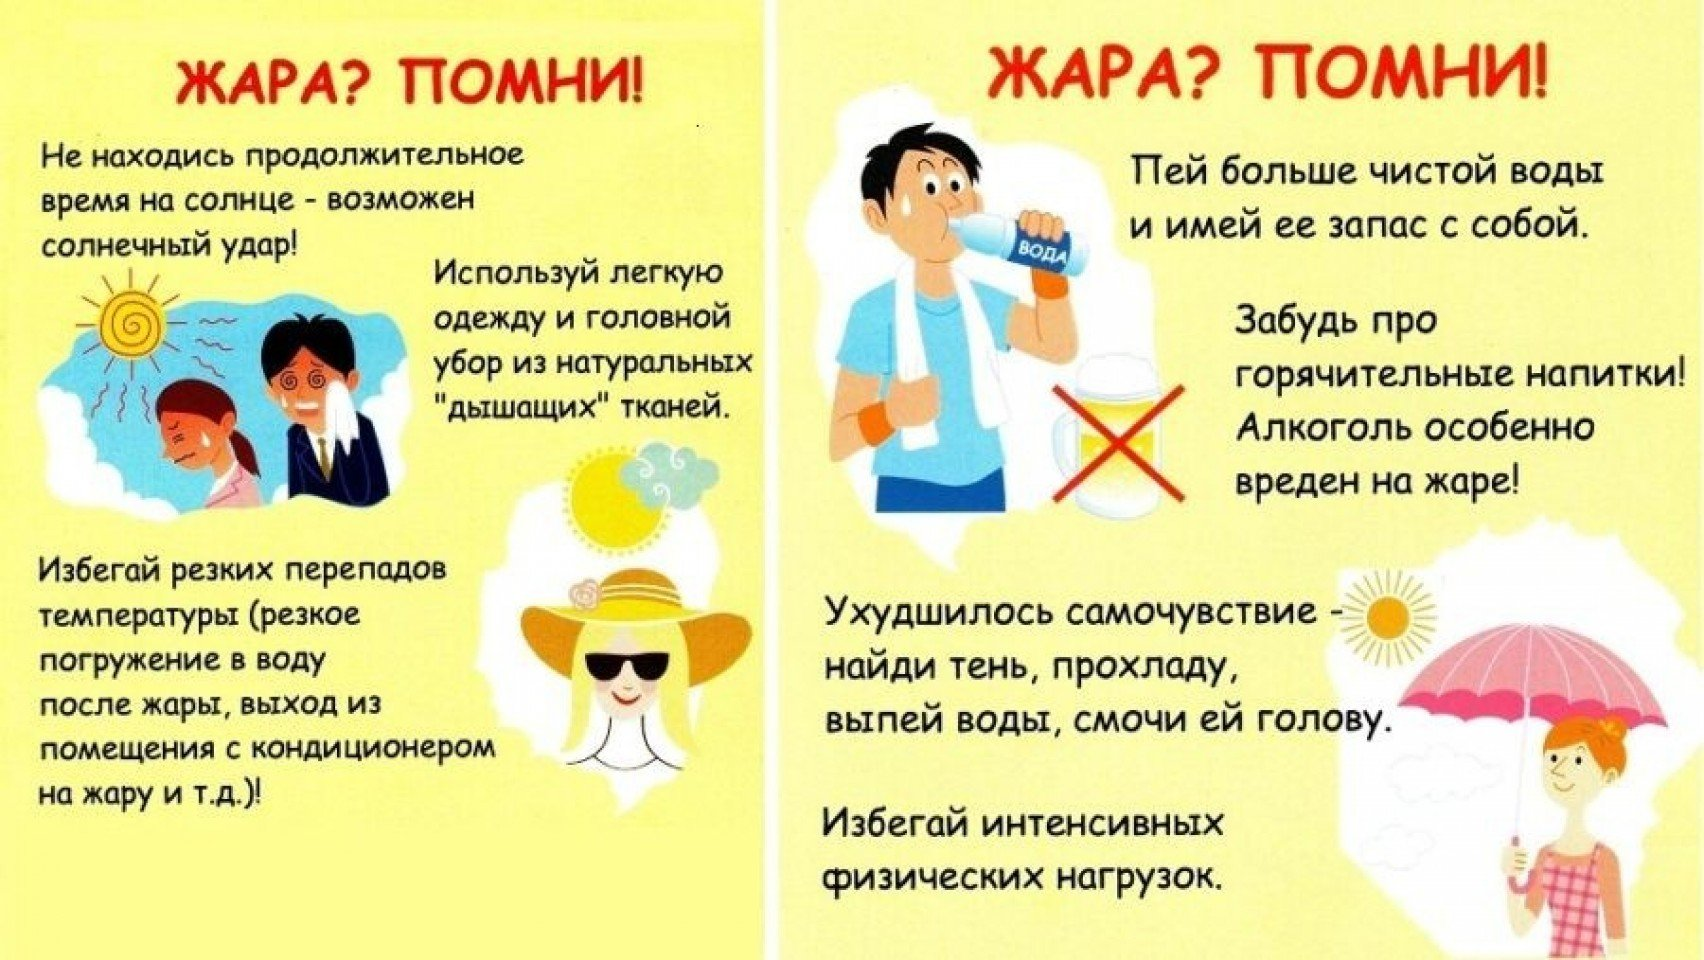 ЖАРА? ПОМНИ!
Не находись продолжительное
время на солнце - возможен
солнечный удар!
Используй легкую
одежду и головной
убор из натуральных
"дышащих" тканей.
Избегай резких перепадов
температуры (резкое
погружение в воду
после жары, выход из
помещения с кондиционером
на жару и т.д.)!
ЖАРА? ПОМНИ!
Пей больше чистой воды
и имей ее запас с собой.
ВОДА
Забудь про
горячительные напитки!
Алкоголь особенно
вреден на жаре!
Ухудшилось самочувствие -
найди тень, прохладу,
выпей воды, смочи ей голову.
Избегай интенсивных
физических нагрузок.